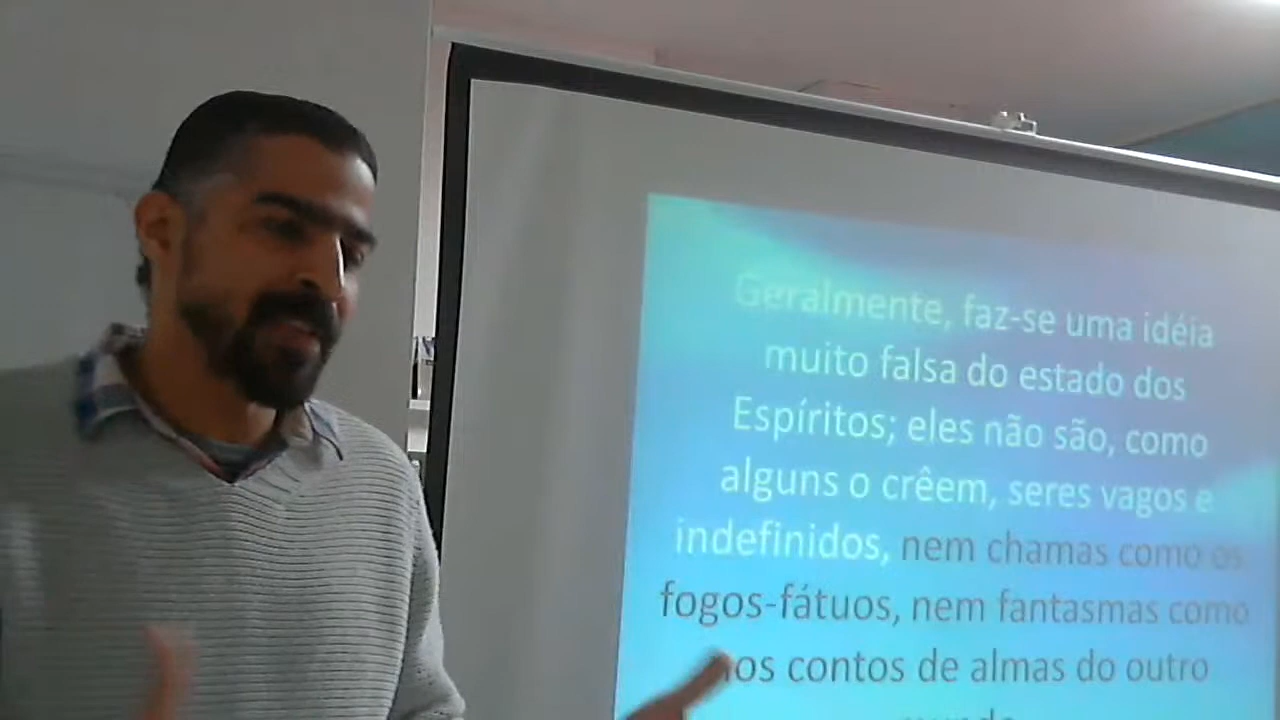 Geralmente, faz-se uma idéia
muito falsa do estado dos
Espíritos; eles não são, como
alguns o crêem, seres vagos e
indefinidos, nem chamas como os
fogos-fátuos, nem fantasmas como
nos contos de almas do outro